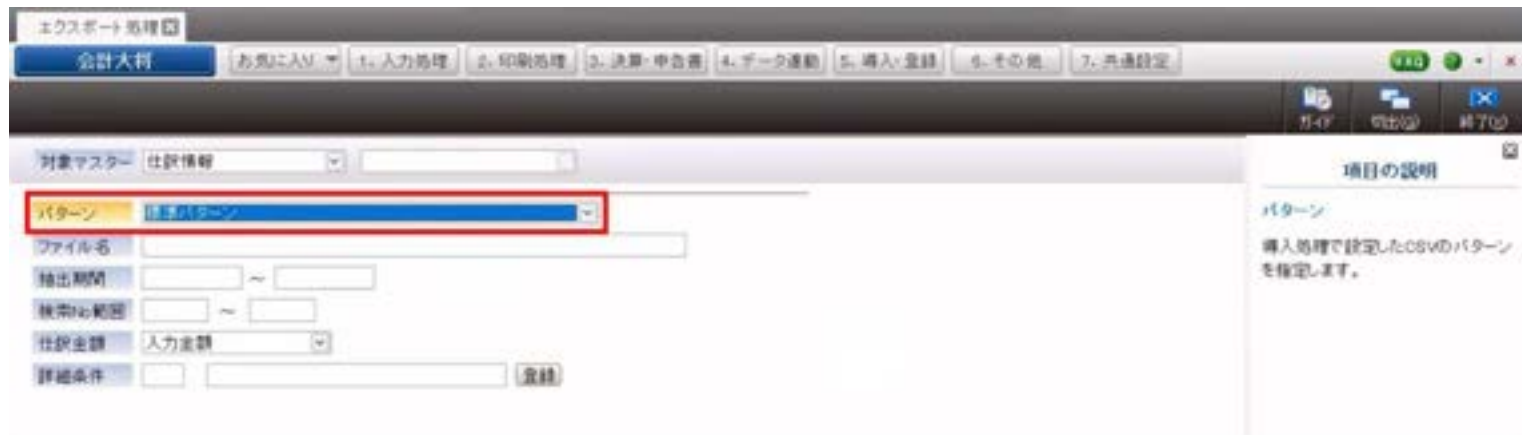 エクスポート処理
会計大将 お気に入り 1. 入力処理 2. 印刷処理 3. 決算・申告書 4. データ連動 5. 導入・登録 6. その他 7. 共通設定 FAQ
ガイド 切出(G) 終了(X)
対象マスター 仕訳情報
項目の説明
パターン 標準パターン
パターン
ファイル名
導入処理で設定したCSVのパターン
を指定します。
抽出期間 ～
検索No範囲 ～
仕訳金額 入力金額
詳細条件 登録